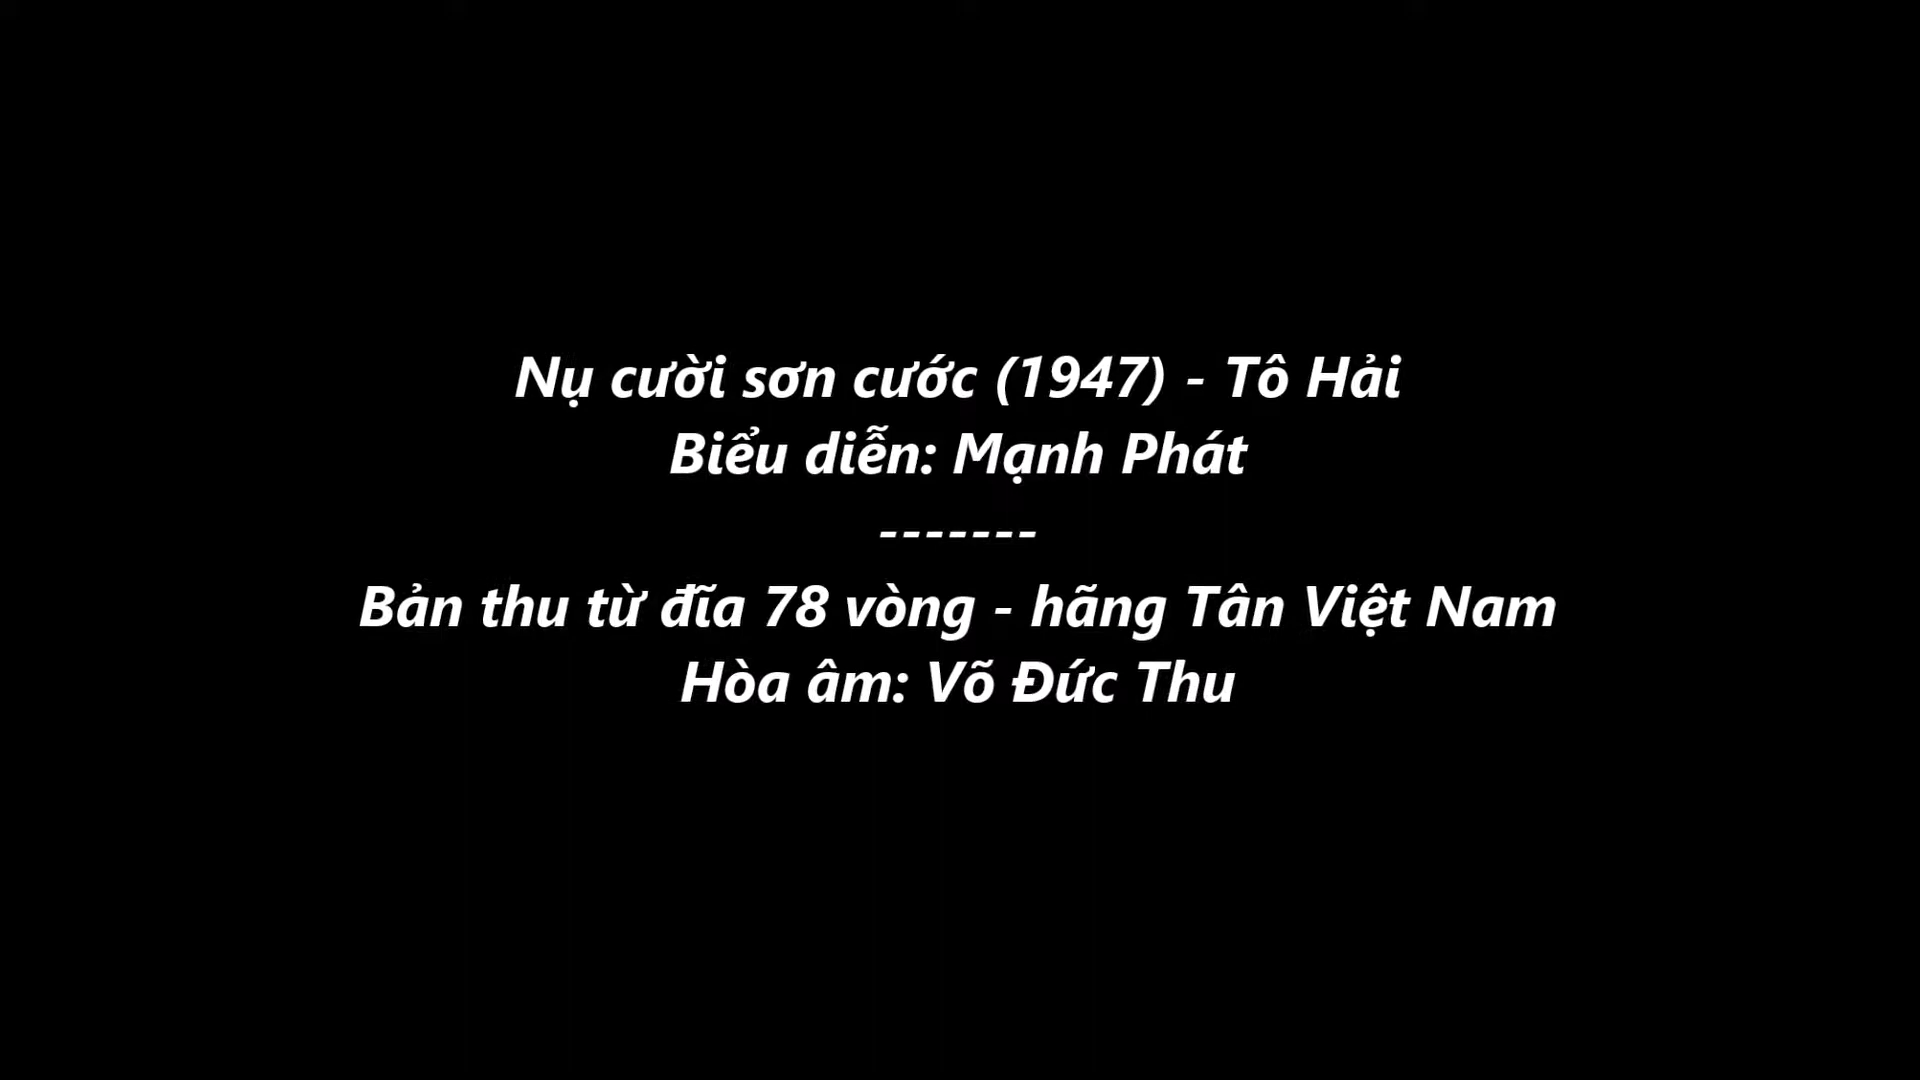 Nụ cười sơn cước (1947) - Tô Hải
Biểu diễn: Mạnh Phát
-------
Bản thu từ đĩa 78 vòng - hãng Tân Việt Nam
Hòa âm: Võ Đức Thu